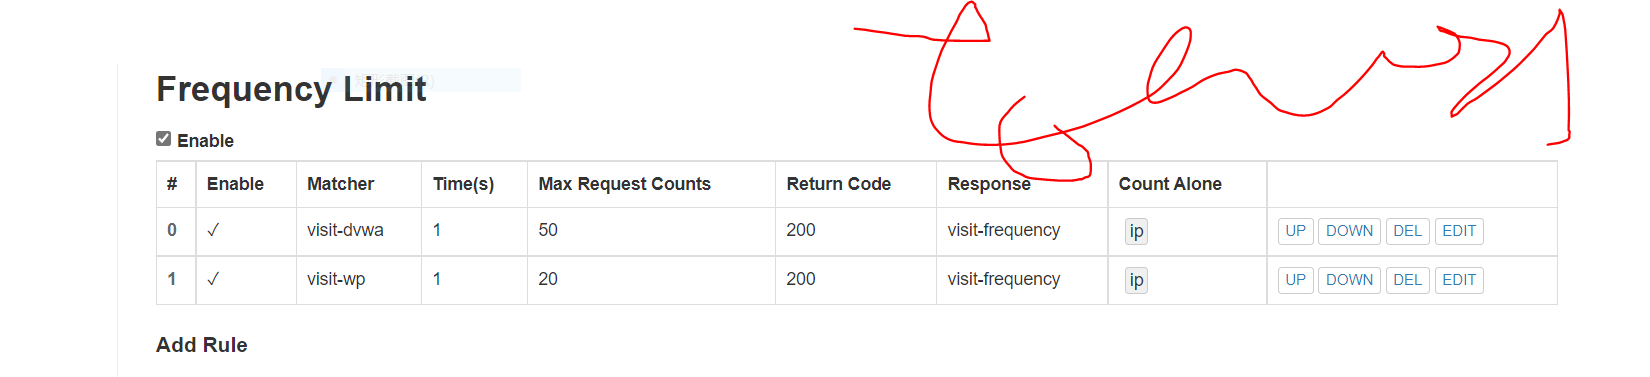 Frequency Limit
Enable
# Enable Matcher Time(s) Max Request Counts Return Code Response Count Alone
0 ✓ visit-dvwa 1 50 200 visit-frequency ip UP DOWN DEL EDIT
1 ✓ visit-wp 1 20 200 visit-frequency ip UP DOWN DEL EDIT
Add Rule